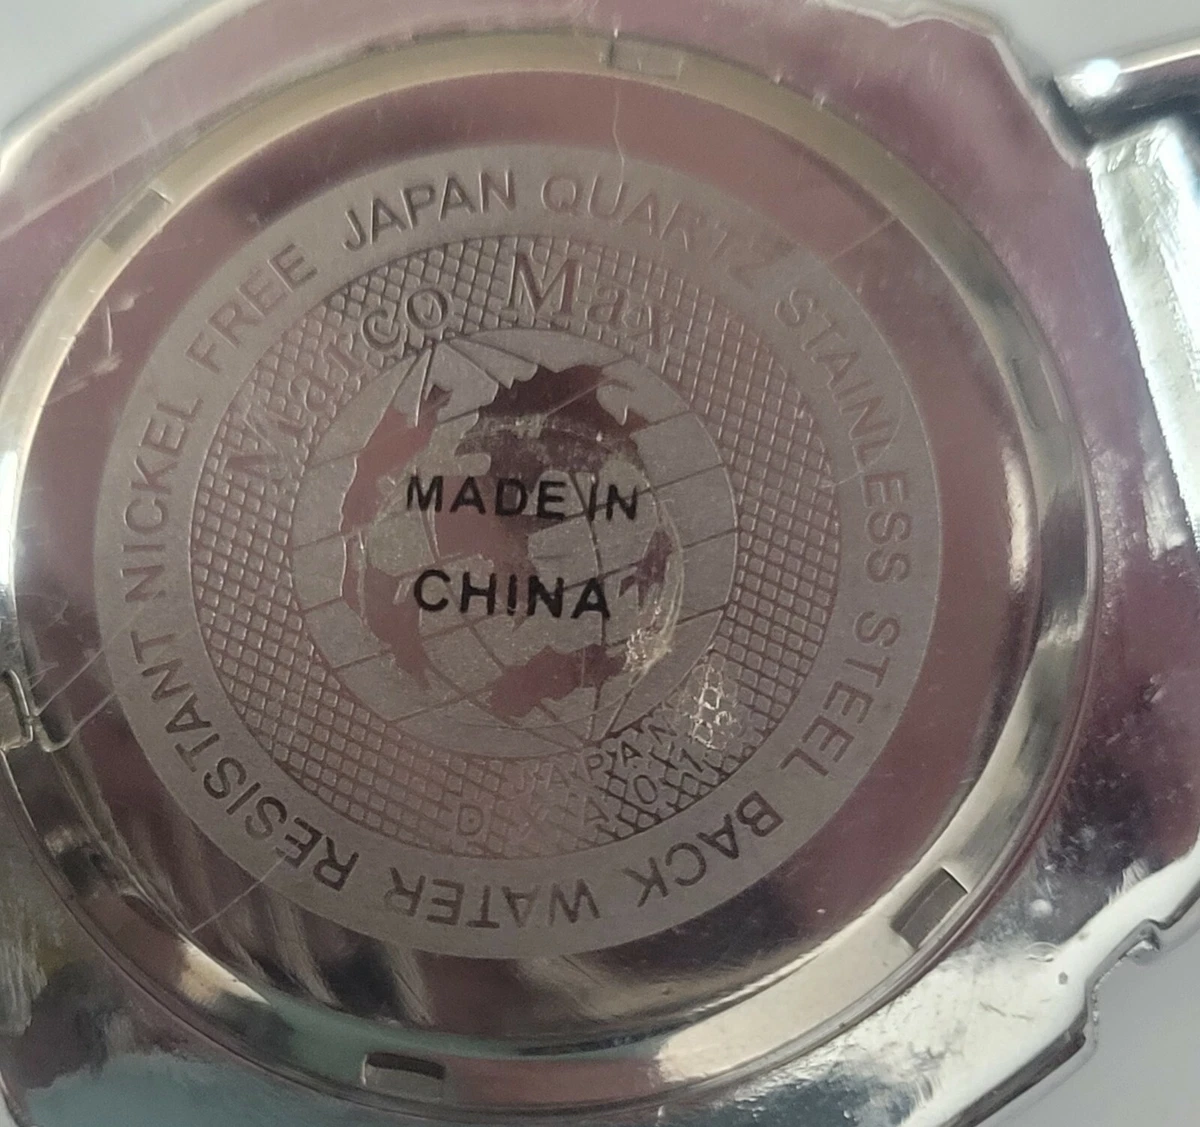 JAPAN QUARTZ STAINLESS STEEL BACK WATER RESISTANT NICKEL FREE
Marco Max
MADE IN
CHINA
JAPAN